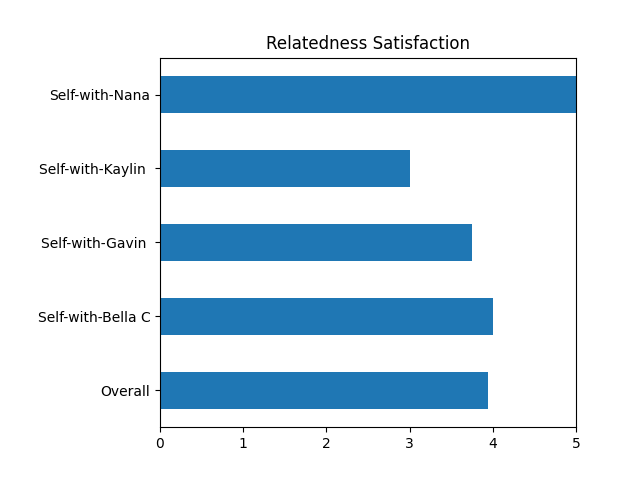 Relatedness Satisfaction
Self-with-Nana
Self-with-Kaylin
Self-with-Gavin
Self-with-Bella C
Overall
0 1 2 3 4 5